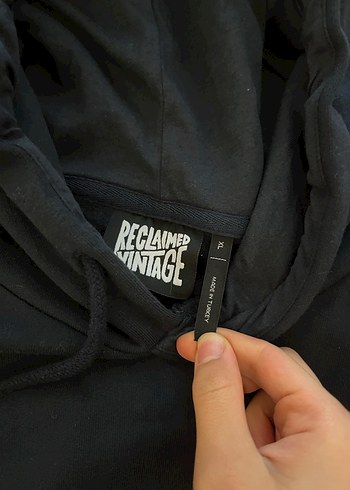 RECLAIMED
VINTAGE
XL
MADE IN TURKEY